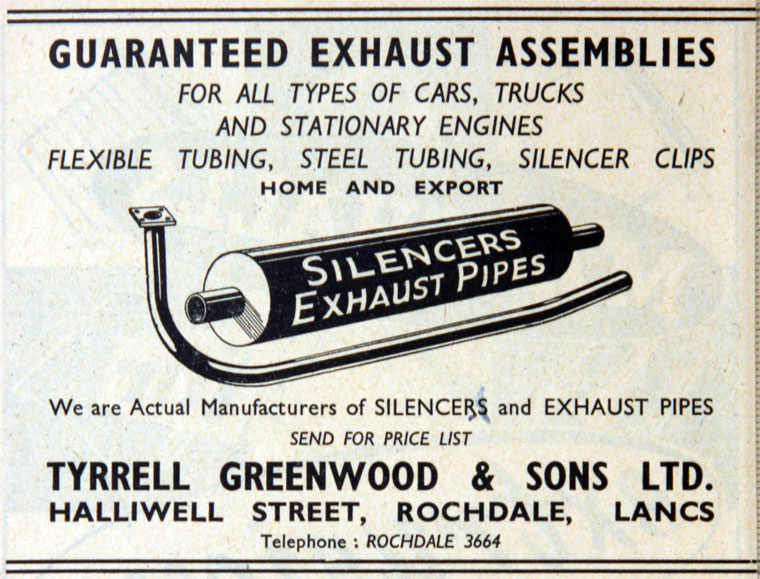 GUARANTEED EXHAUST ASSEMBLIES
FOR ALL TYPES OF CARS, TRUCKS
AND STATIONARY ENGINES
FLEXIBLE TUBING, STEEL TUBING, SILENCER CLIPS
HOME AND EXPORT
SILENCERS
EXHAUST PIPES
We are Actual Manufacturers of SILENCERS and EXHAUST PIPES
SEND FOR PRICE LIST
TYRRELL GREENWOOD & SONS LTD.
HALLIWELL STREET, ROCHDALE, LANCS
Telephone : ROCHDALE 3664